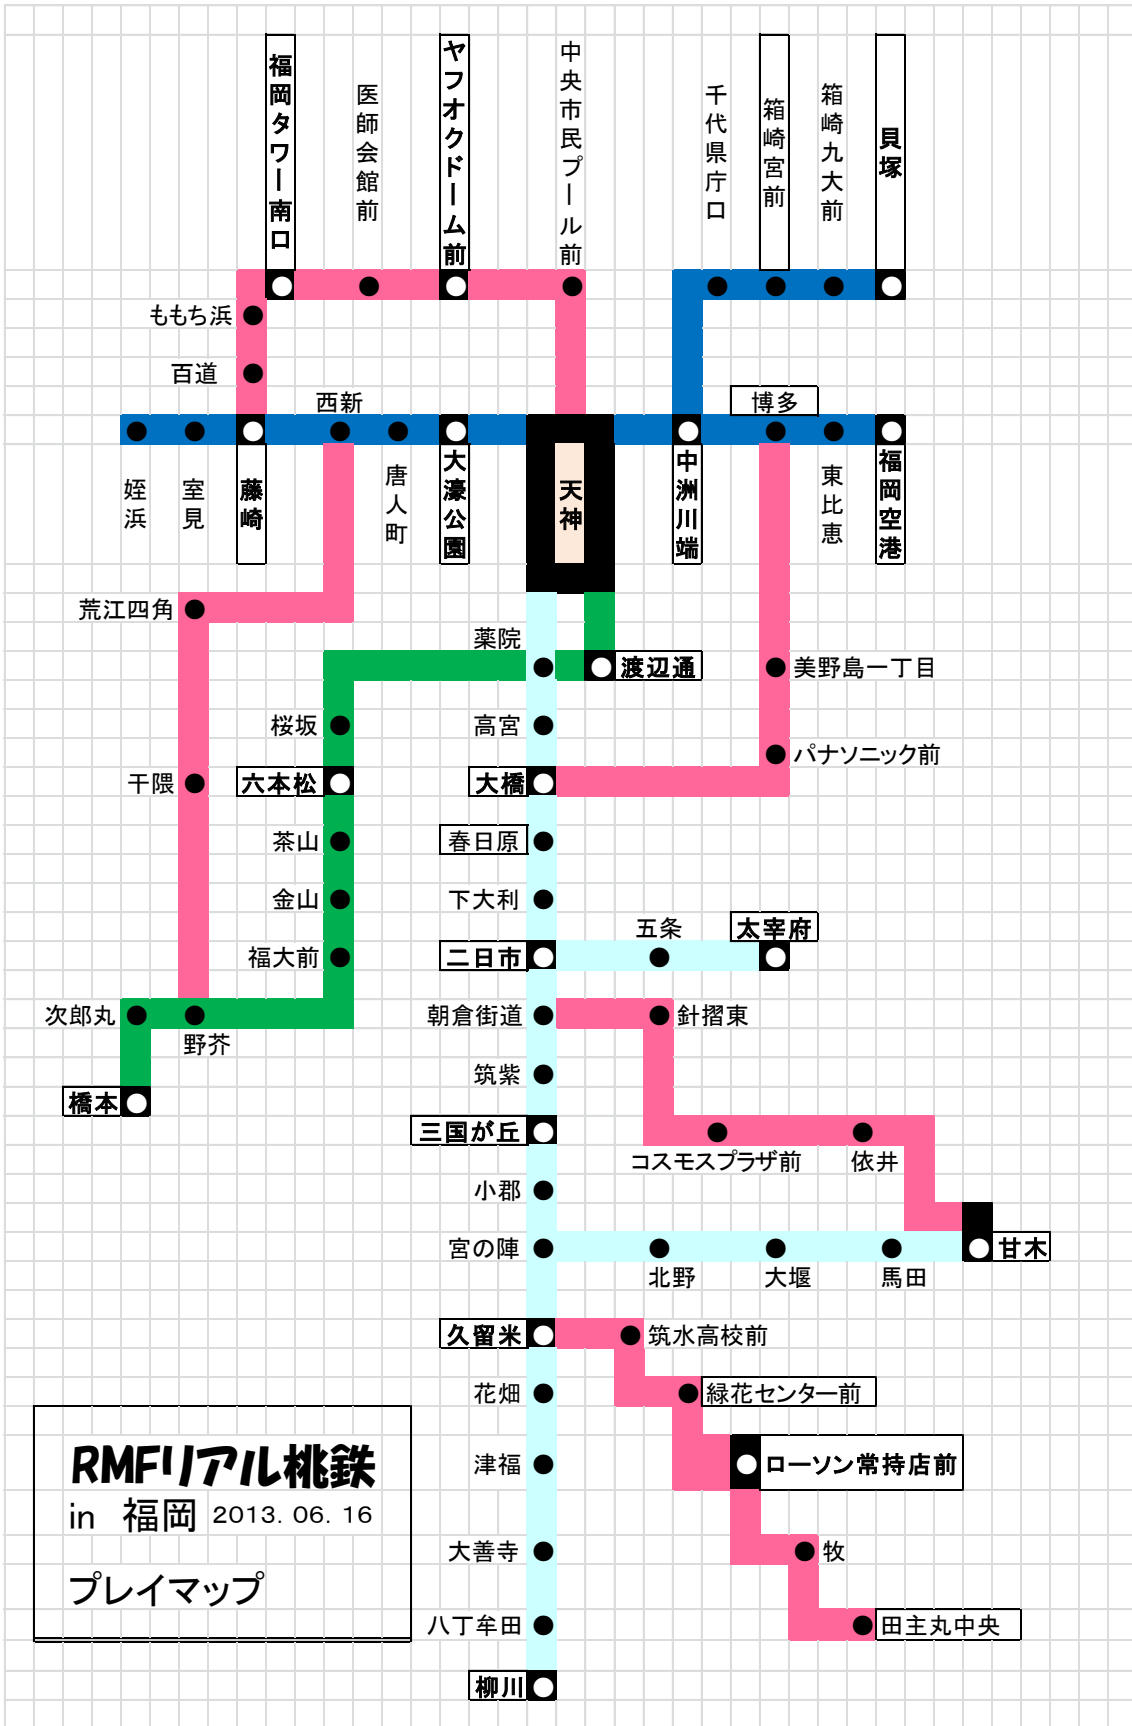 福岡タワー南口
医師会館前
ヤフオクドーム前
中央市民プール前
千代県庁口
箱崎宮前
箱崎九大前
貝塚
ももち浜
百道
西新
博多
姪浜
室見
藤崎
唐人町
大濠公園
天神
中洲川端
東比恵
福岡空港
荒江四角
薬院
渡辺通
美野島一丁目
桜坂
高宮
パナソニック前
干隈
六本松
大橋
茶山
春日原
金山
下大利
福大前
二日市
五条
太宰府
次郎丸
野芥
朝倉街道
針摺東
筑紫
橋本
三国が丘
コスモスプラザ前
依井
小郡
宮の陣
北野
大堰
馬田
甘木
久留米
筑水高校前
花畑
緑花センター前
津福
ローソン常持店前
大善寺
牧
八丁牟田
田主丸中央
柳川
RMFリアル桃鉄
in 福岡 2013. 06. 16
プレイマップ